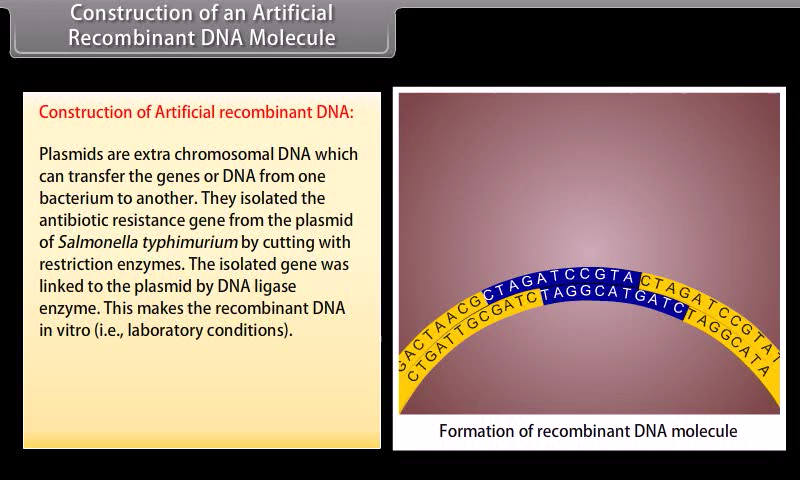 Construction of an Artificial
Recombinant DNA Molecule
Construction of Artificial recombinant DNA:
Plasmids are extra chromosomal DNA which
can transfer the genes or DNA from one
bacterium to another. They isolated the
antibiotic resistance gene from the plasmid
of Salmonella typhimurium by cutting with
restriction enzymes. The isolated gene was
linked to the plasmid by DNA ligase
enzyme. This makes the recombinant DNA
in vitro (i.e., laboratory conditions).
GACTAACGCTAGATCCGTACTAGATCCGTAT
CTGATTGCGATCTAGGCATGATCTAGGCATA
Formation of recombinant DNA molecule